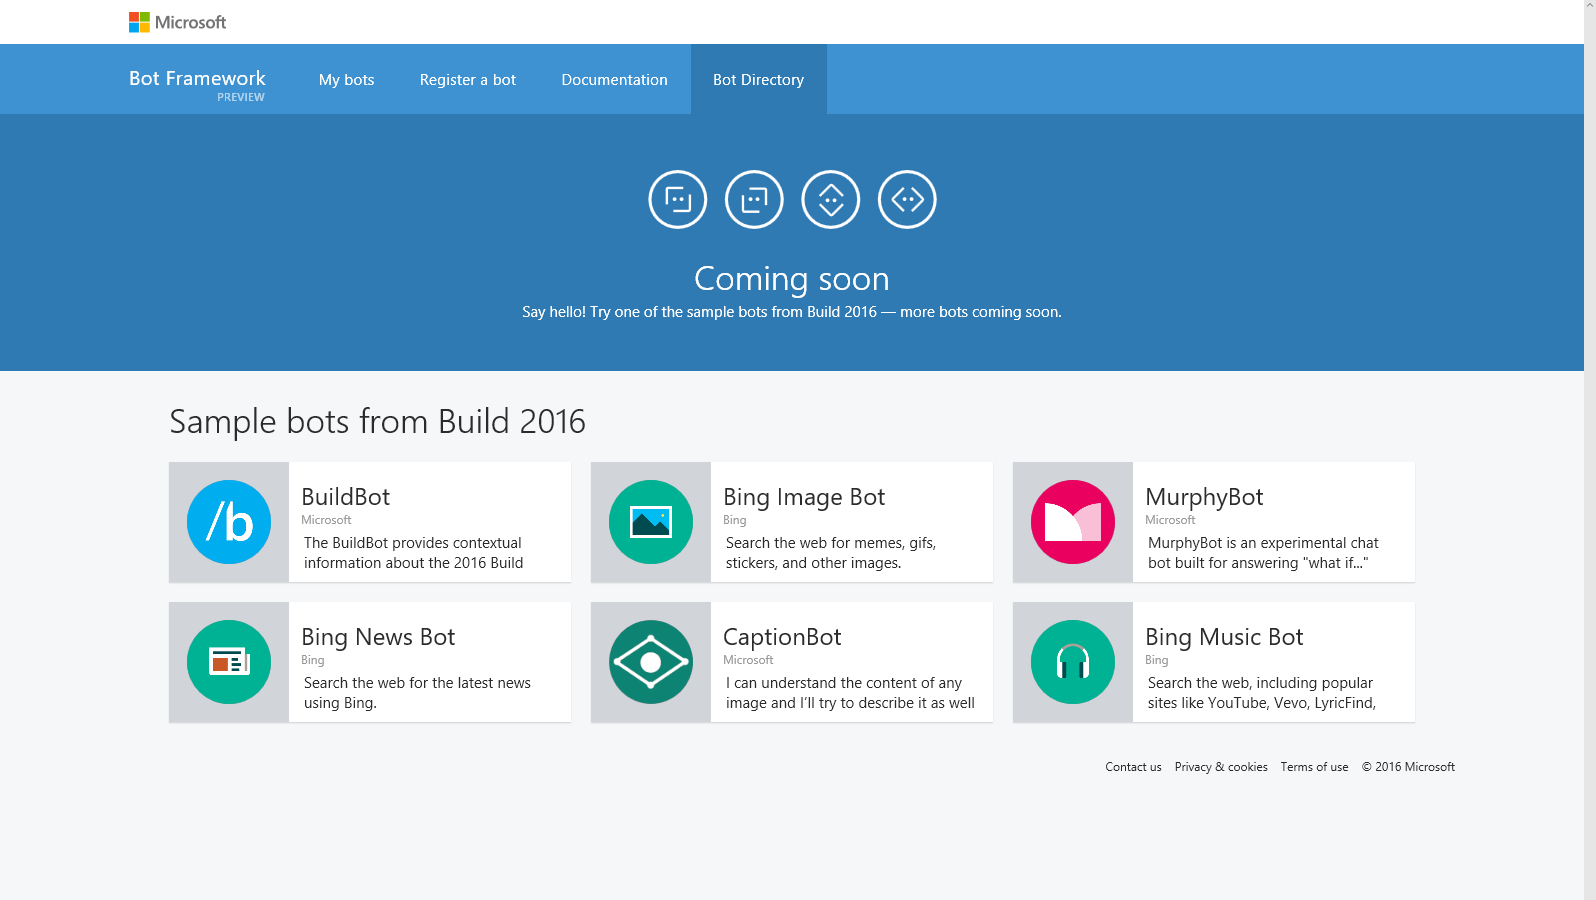 Microsoft
Bot Framework
PREVIEW
My bots
Register a bot
Documentation
Bot Directory
Coming soon
Say hello! Try one of the sample bots from Build 2016 — more bots coming soon.
Sample bots from Build 2016
/b
BuildBot
Microsoft
The BuildBot provides contextual
information about the 2016 Build
Bing Image Bot
Bing
Search the web for memes, gifs,
stickers, and other images.
MurphyBot
Microsoft
MurphyBot is an experimental chat
bot built for answering "what if..."
Bing News Bot
Bing
Search the web for the latest news
using Bing.
CaptionBot
Microsoft
I can understand the content of any
image and I’ll try to describe it as well
Bing Music Bot
Bing
Search the web, including popular
sites like YouTube, Vevo, LyricFind,
Contact us Privacy & cookies Terms of use © 2016 Microsoft